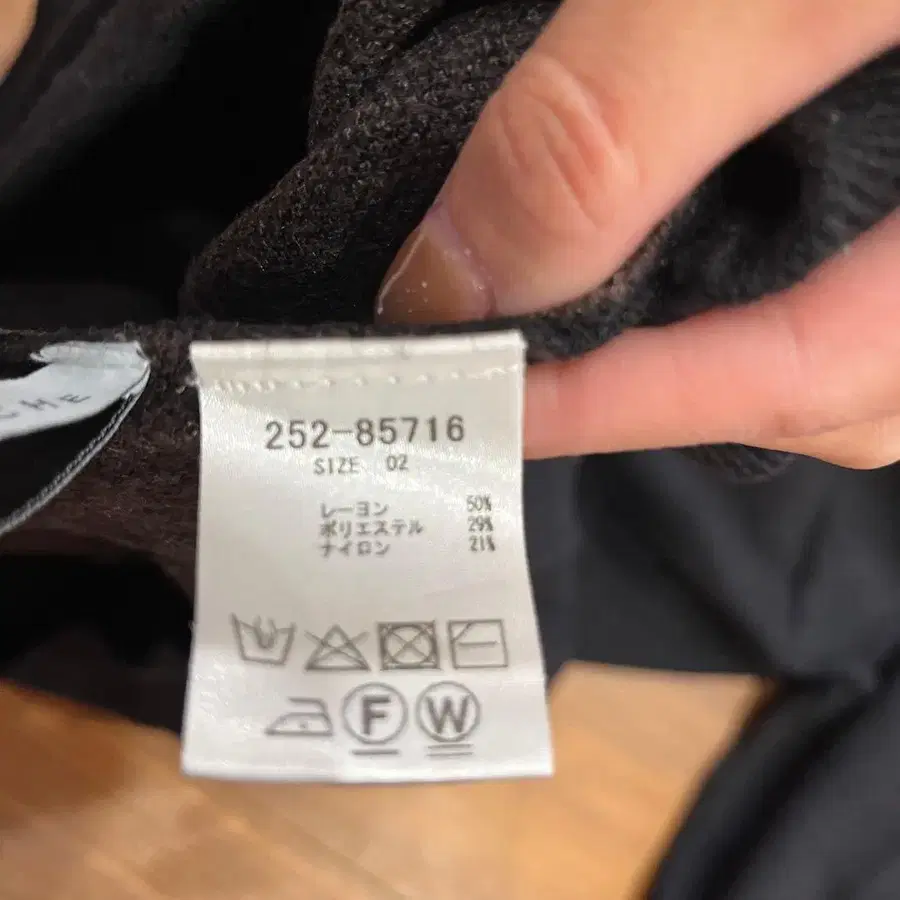 252-85716
SIZE 02
レーヨン 50%
ポリエステル 29%
ナイロン 21%
F
W